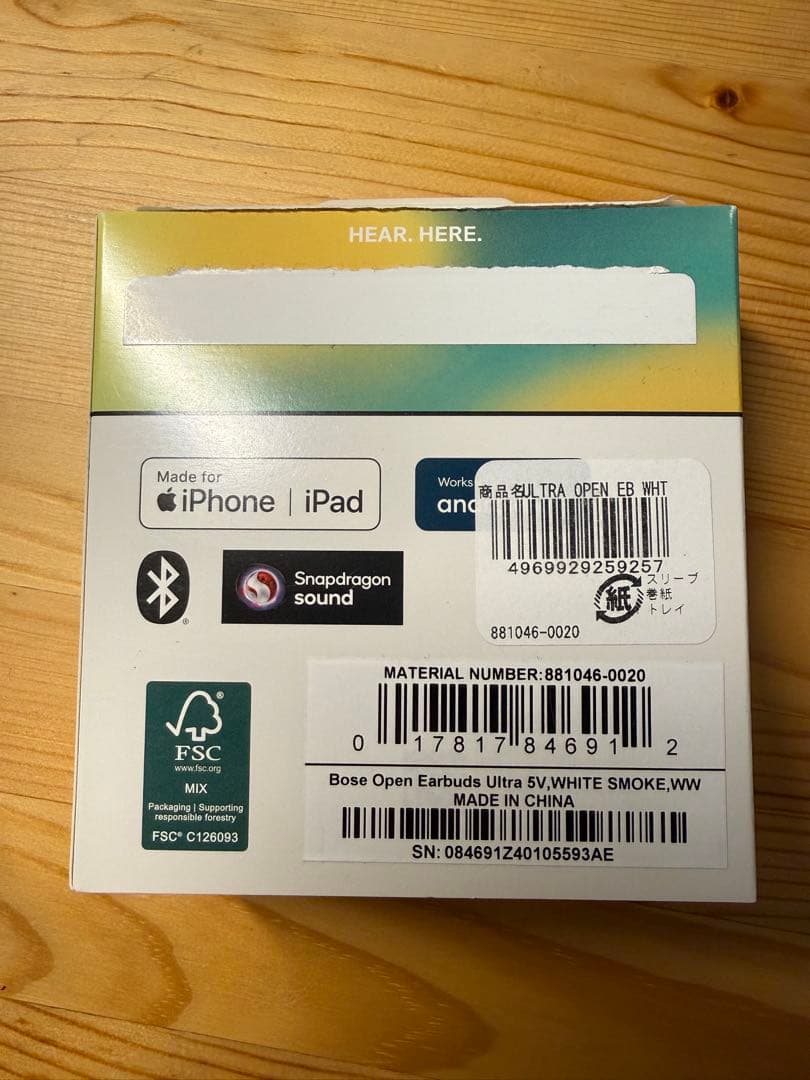 HEAR. HERE.
Made for
iPhone | iPad
Works
商品名ULTRA OPEN EB WHT
4969929259257
紙
スリーブ
巻紙
トレイ
881046-0020
Snapdragon
sound
MATERIAL NUMBER:881046-0020
0 17817 84691 2
Bose Open Earbuds Ultra 5V,WHITE SMOKE,WW
MADE IN CHINA
SN: 084691Z40105593AE
FSC
www.fsc.org
MIX
Packaging | Supporting
responsible forestry
FSC® C126093